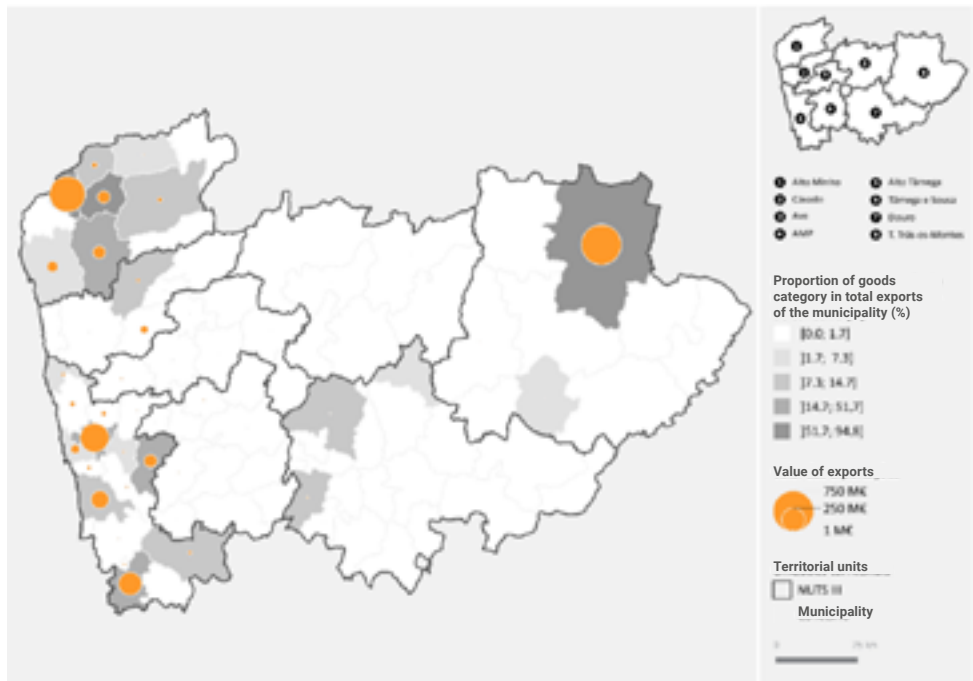 Alto Minho
Cávado
Ave
AMP
Alto Tâmega
Tâmega e Sousa
Douro
T. Trás-os-Montes
Proportion of goods
category in total exports
of the municipality (%)
[0.0; 1.7]
]1.7; 7.3]
]7.3; 14.7]
]14.7; 51.7]
]51.7; 94.8]
Value of exports
750 M€
250 M€
1 M€
Territorial units
NUTS III
Municipality
0